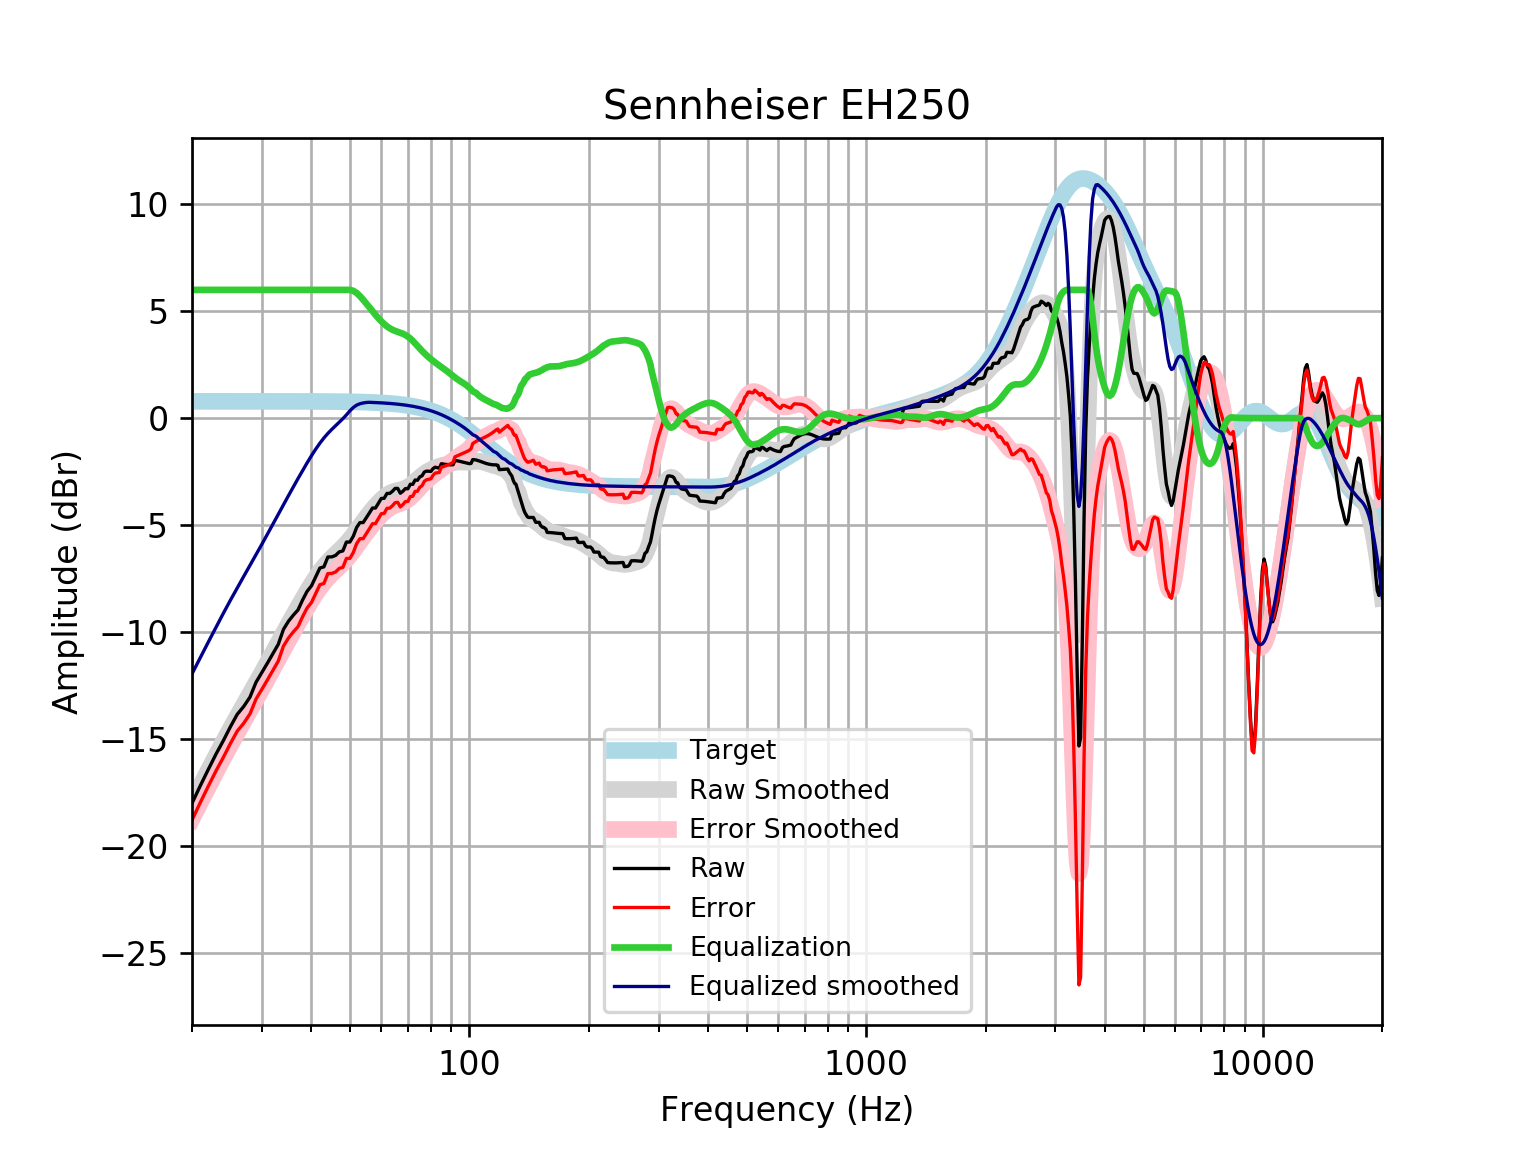 Sennheiser EH250
Amplitude (dBr)
10
5
0
−5
−10
−15
−20
−25
Target
Raw Smoothed
Error Smoothed
Raw
Error
Equalization
Equalized smoothed
100
1000
10000
Frequency (Hz)